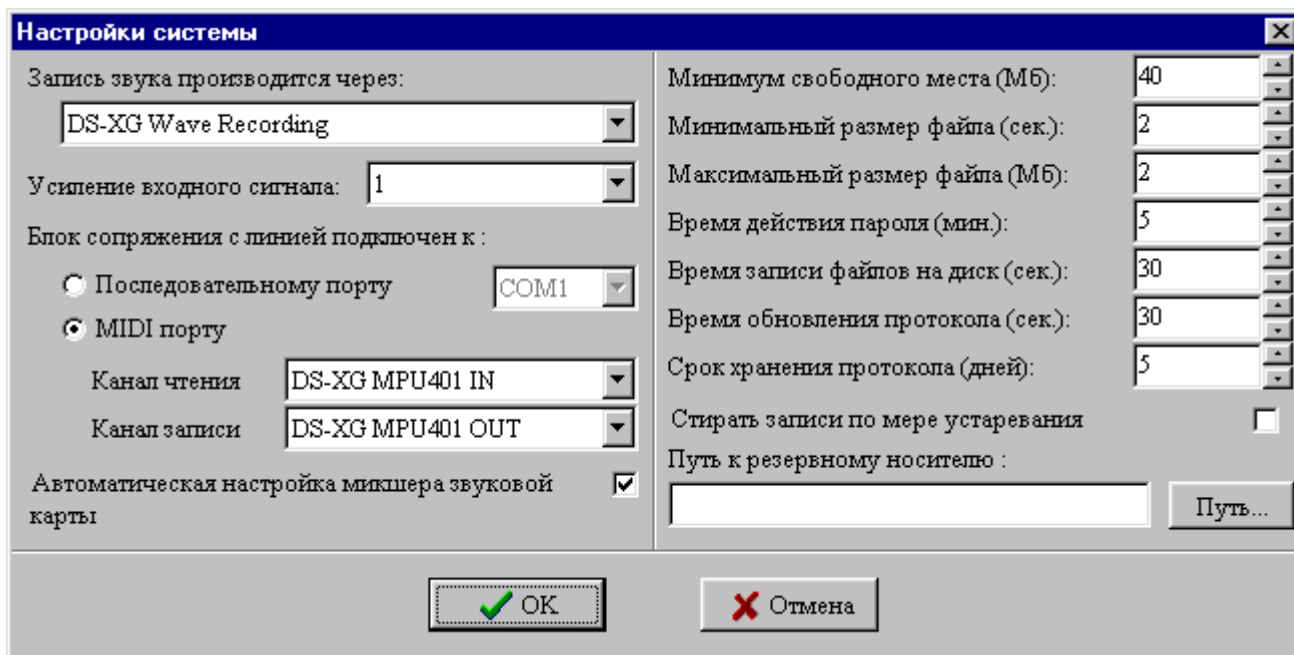 Настройки системы
Запись звука производится через:
DS-XG Wave Recording
Усиление входного сигнала: 1
Блок сопряжения с линией подключен к :
Последовательному порту COM1
MIDI порту
Канал чтения DS-XG MPU401 IN
Канал записи DS-XG MPU401 OUT
Автоматическая настройка микшера звуковой
карты
Минимум свободного места (Мб): 40
Минимальный размер файла (сек.): 2
Максимальный размер файла (Мб): 2
Время действия пароля (мин.): 5
Время записи файлов на диск (сек.): 30
Время обновления протокола (сек.): 30
Срок хранения протокола (дней): 5
Стирать записи по мере устаревания
Путь к резервному носителю :
Путь...
OK
Отмена